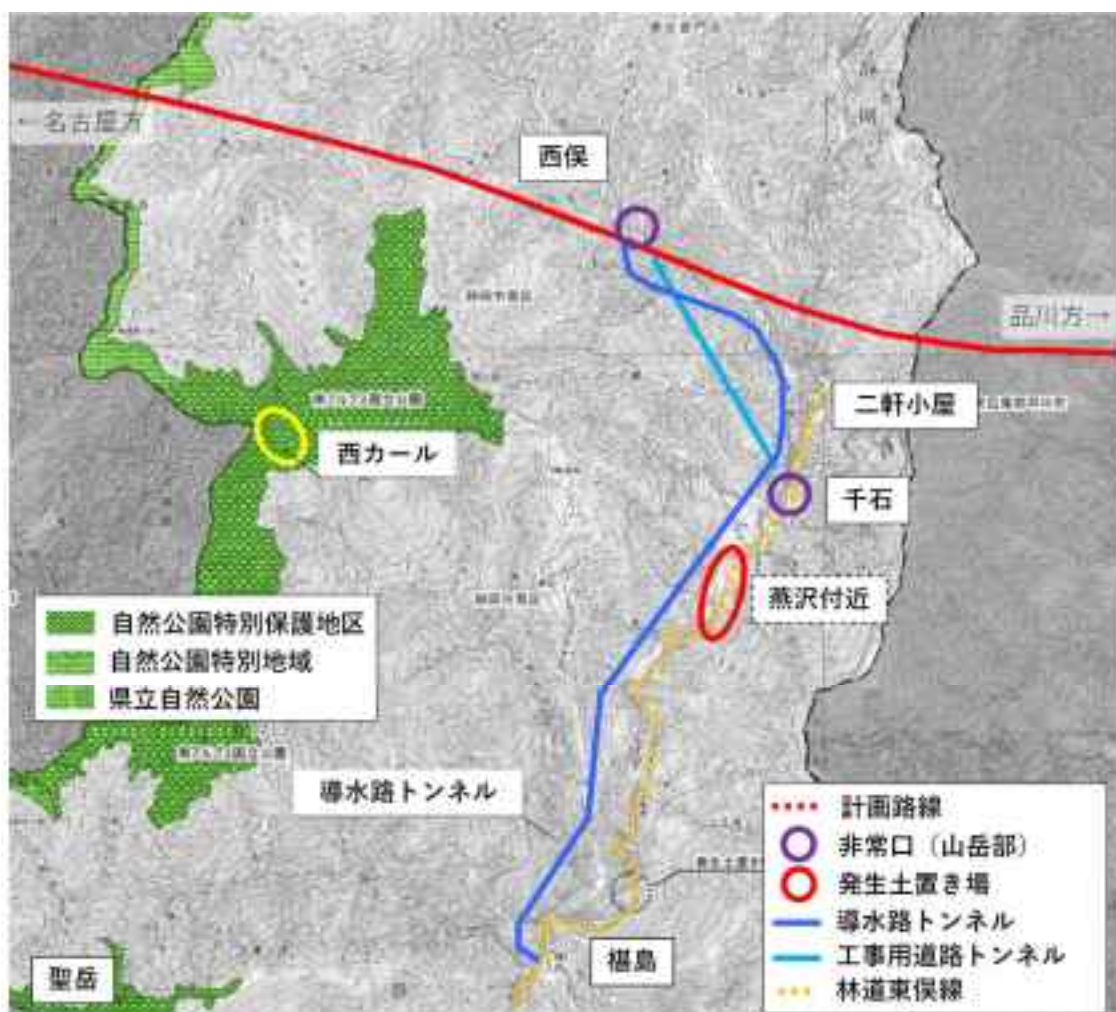 ← 名古屋方
西俣
品川方→
二軒小屋
西カール
千石
燕沢付近
自然公園特別保護地区
自然公園特別地域
県立自然公園
導水路トンネル
計画路線
非常口（山岳部）
発生土置き場
導水路トンネル
工事用道路トンネル
林道東俣線
椹島
聖岳